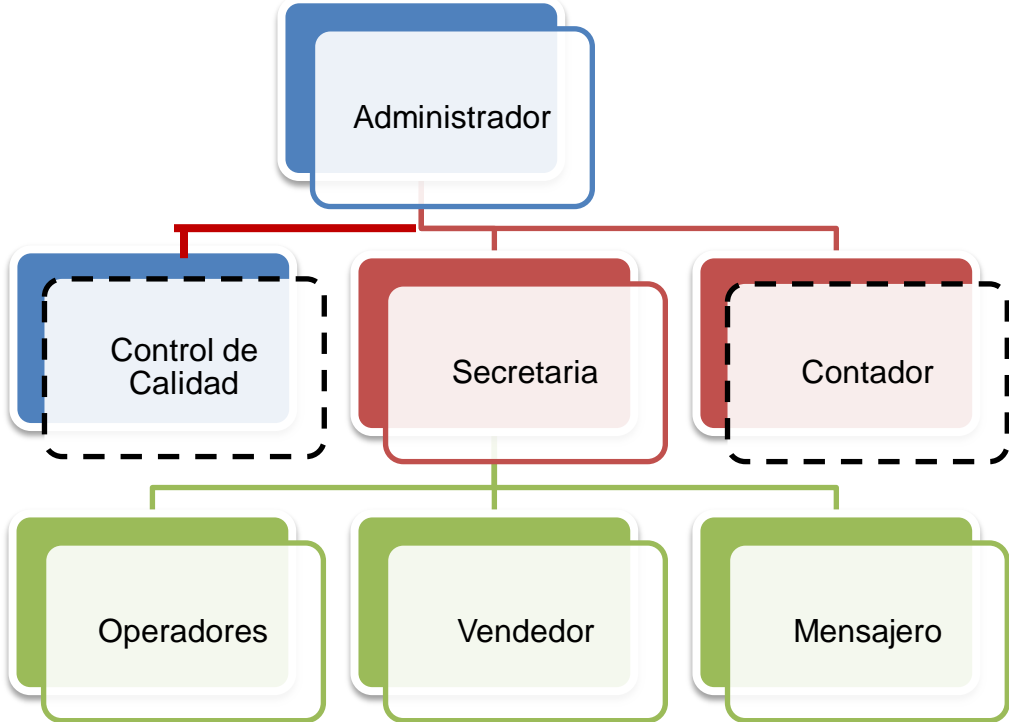 Administrador
Control de
Calidad
Secretaria
Contador
Operadores
Vendedor
Mensajero